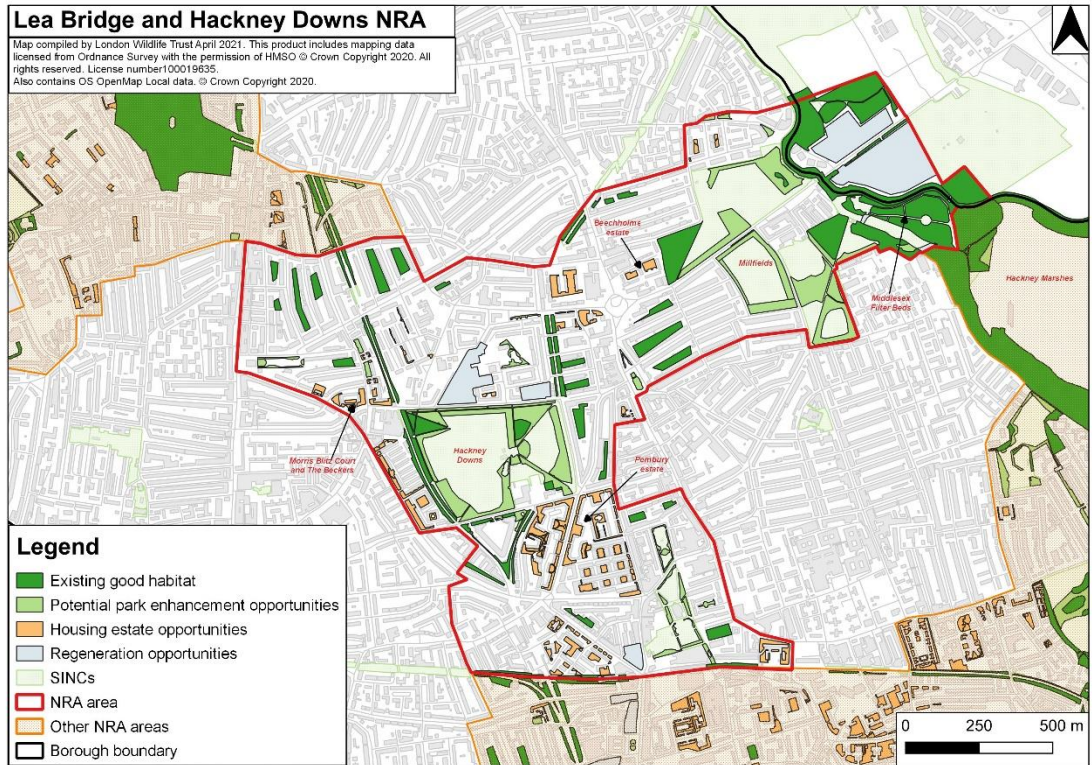 Lea Bridge and Hackney Downs NRA
Map compiled by London Wildlife Trust April 2021. This product includes mapping data
licensed from Ordnance Survey with the permission of HMSO © Crown Copyright 2020. All
rights reserved. License number100019635.
Also contains OS OpenMap Local data. © Crown Copyright 2020.
Beecholme
estate
Millfields
Hackney Marshes
Middlesex
Filter Beds
Morris Blitz Court
and The Beckers
Hackney
Downs
Pembury
estate
Legend
Existing good habitat
Potential park enhancement opportunities
Housing estate opportunities
Regeneration opportunities
SINCs
NRA area
Other NRA areas
Borough boundary
0 250 500 m